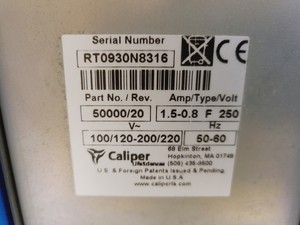 Serial Number
RT0930N8316
Part No. / Rev. Amp/Type/Volt
50000/20 1.5-0.8 F 250
V~ Hz
100/120-200/220 50-60
Caliper LifeSciences
68 Elm Street
Hopkinton, MA 01748
(508) 435-9500
U.S. & Foreign Patents Issued & Pending.
Made in U S A
www.caliperls.com
CE